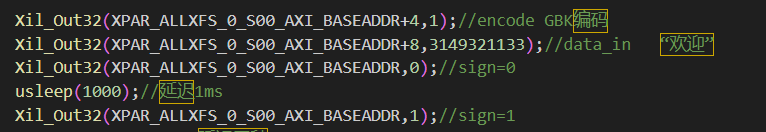 Xil_Out32(XPAR_ALLXFS_0_S00_AXI_BASEADDR+4,1);//encode GBK编码
Xil_Out32(XPAR_ALLXFS_0_S00_AXI_BASEADDR+8,3149321133);//data_in   “欢迎”
Xil_Out32(XPAR_ALLXFS_0_S00_AXI_BASEADDR,0);//sign=0
usleep(1000);//延迟1ms
Xil_Out32(XPAR_ALLXFS_0_S00_AXI_BASEADDR,1);//sign=1